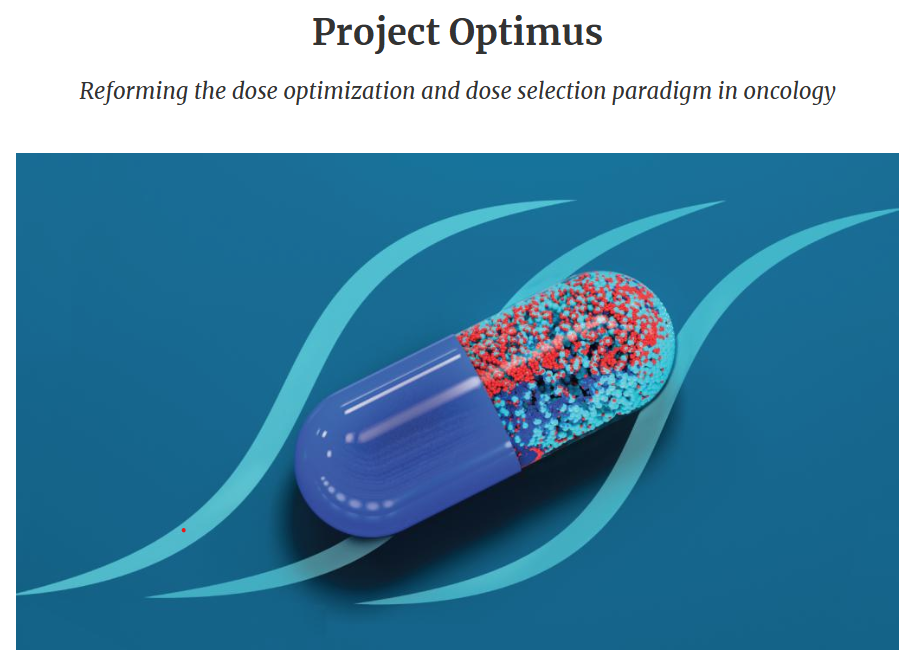 Project Optimus
Reforming the dose optimization and dose selection paradigm in oncology